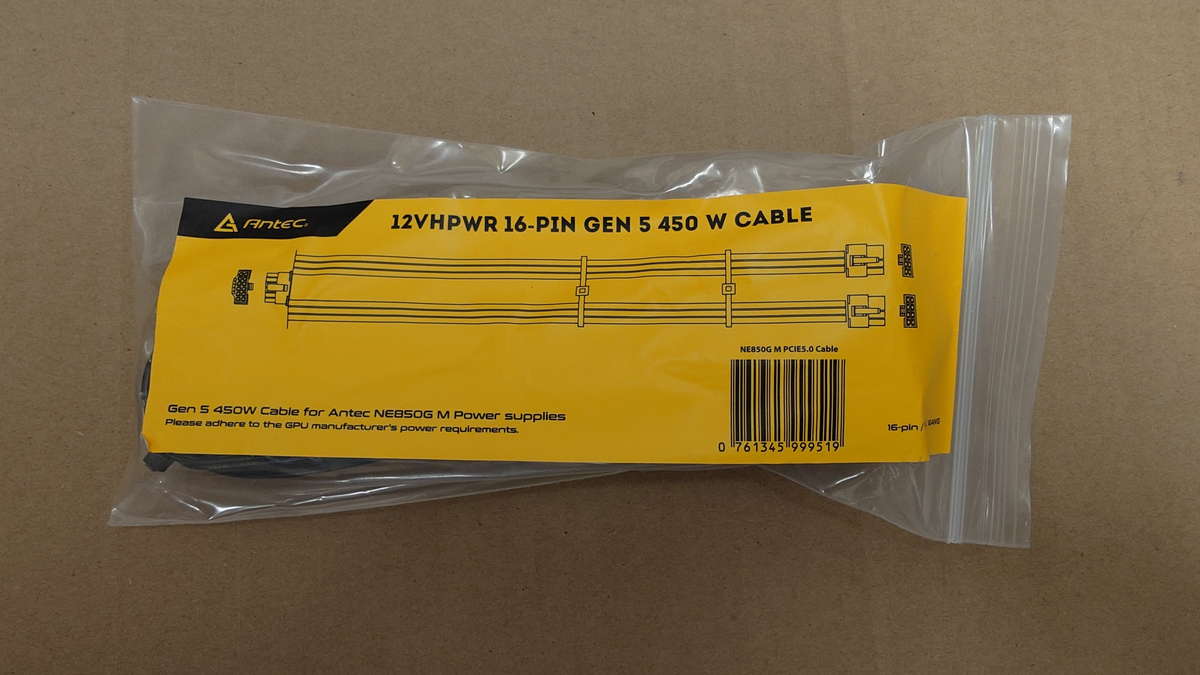 Antec
12VHPWR 16-PIN GEN 5 450 W CABLE
NE850G M PCIE5.0 Cable
0 761345 999519
Gen 5 450W Cable for Antec NE850G M Power supplies
Please adhere to the GPU manufacturer's power requirements.
16-pin /